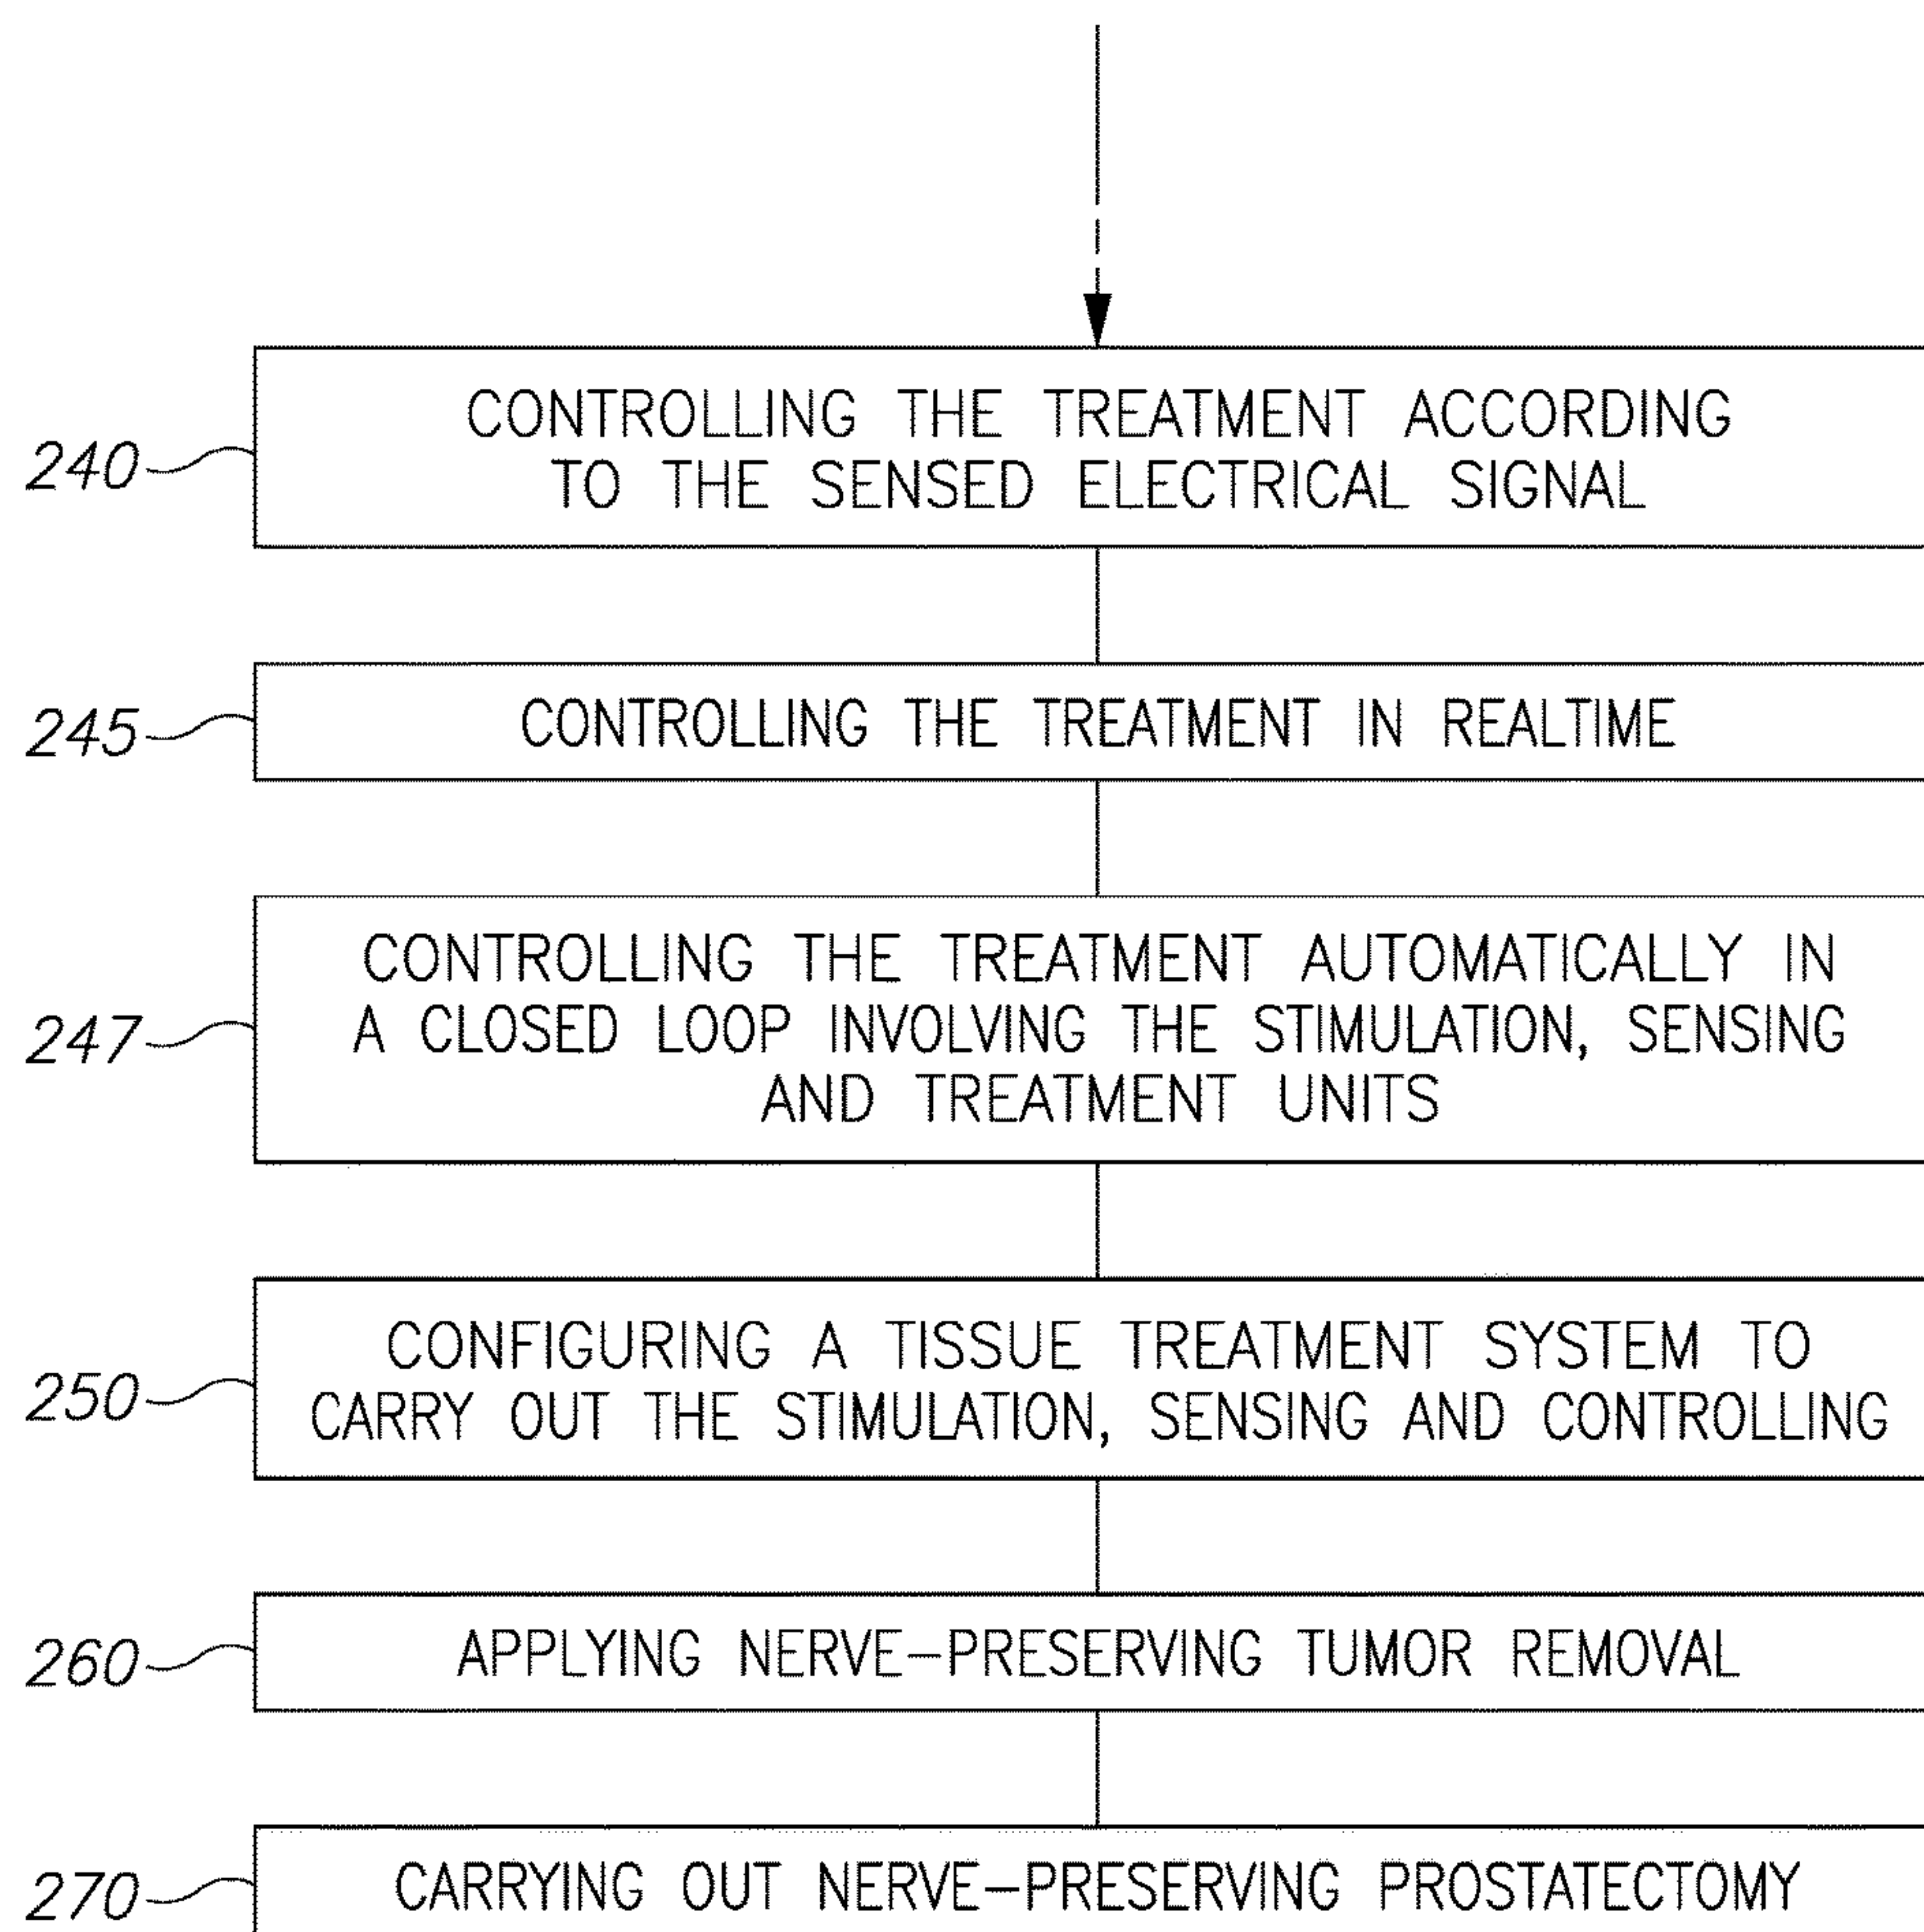 240
CONTROLLING THE TREATMENT ACCORDING
TO THE SENSED ELECTRICAL SIGNAL
245
CONTROLLING THE TREATMENT IN REALTIME
247
CONTROLLING THE TREATMENT AUTOMATICALLY IN
A CLOSED LOOP INVOLVING THE STIMULATION, SENSING
AND TREATMENT UNITS
250
CONFIGURING A TISSUE TREATMENT SYSTEM TO
CARRY OUT THE STIMULATION, SENSING AND CONTROLLING
260
APPLYING NERVE-PRESERVING TUMOR REMOVAL
270
CARRYING OUT NERVE-PRESERVING PROSTATECTOMY